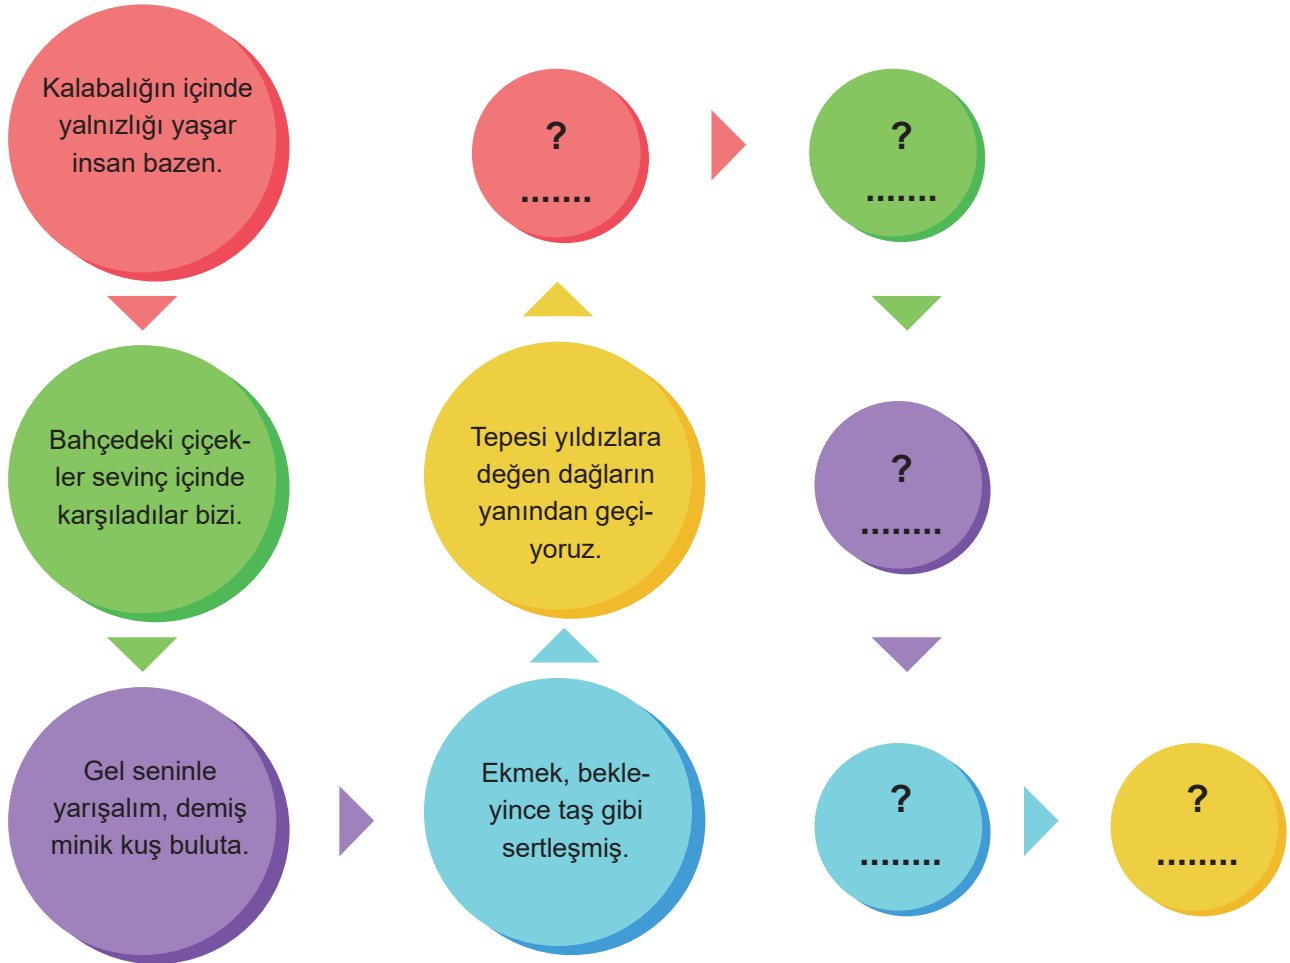 Kalabalığın içinde
yalnızlığı yaşar
insan bazen.
Bahçedeki çiçek-
ler sevinç içinde
karşıladılar bizi.
Gel seninle
yarışalım, demiş
minik kuş buluta.
Ekmek, bekle-
yince taş gibi
sertleşmiş.
Tepesi yıldızlara
değen dağların
yanından geçi-
yoruz.
?
.......
?
.......
?
........
?
........
?
........